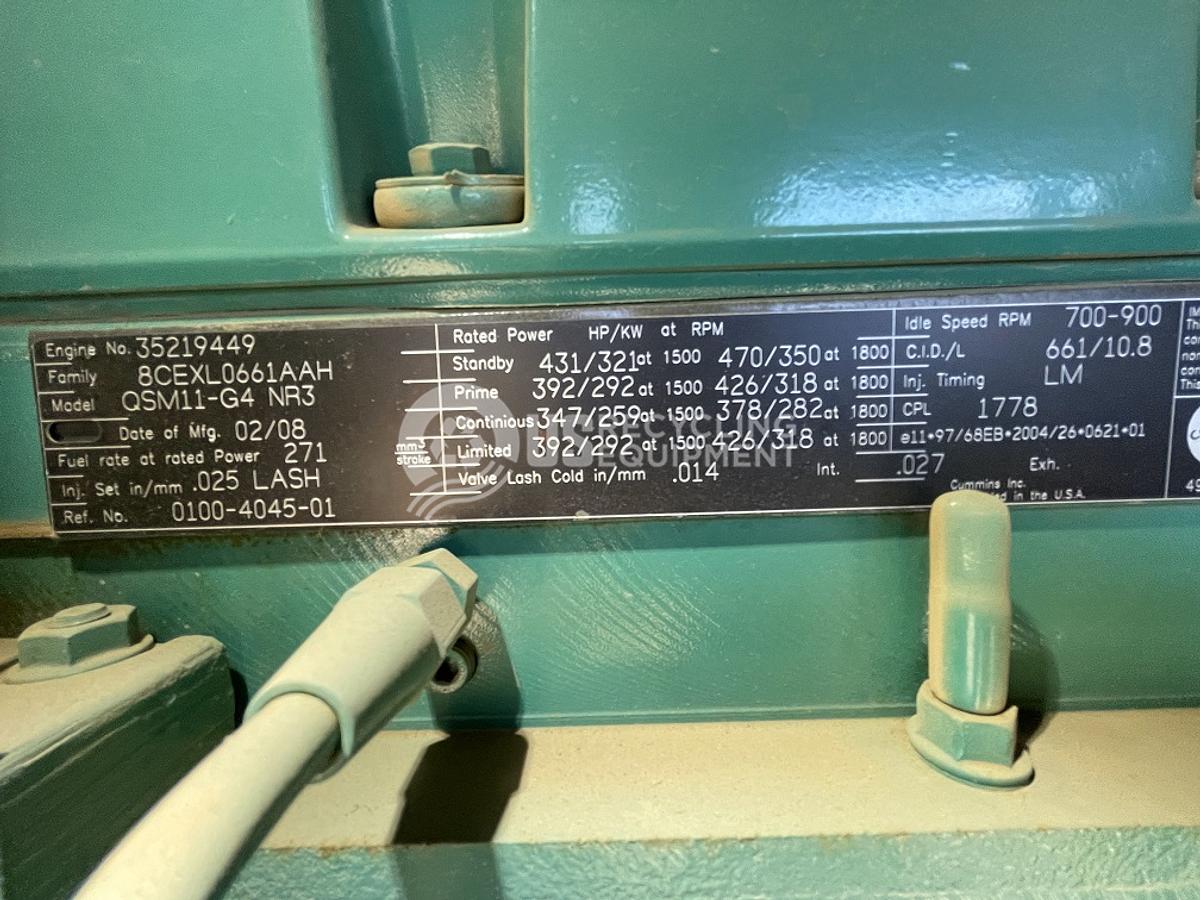 Engine No. 35219449
Family 8CEXL0661AAH
Model QSM11-G4 NR3
Date of Mfg. 02/08
Fuel rate at rated Power 271 mm3 stroke
Inj. Set in/mm .025 LASH
Ref. No. 0100-4045-01
Rated Power HP/KW at RPM
Standby 431/321 at 1500 470/350 at 1800
Prime 392/292 at 1500 426/318 at 1800
Continious 347/259 at 1500 378/282 at 1800
Limited 392/292 at 1500 426/318 at 1800
Valve Lash Cold in/mm .014 Int. .027 Exh.
Idle Speed RPM 700-900
C.I.D./L 661/10.8
Inj. Timing LM
CPL 1778
e11*97/68EB*2004/26*0621*01
Cummins Inc.
in the U.S.A.
RECYCLING
EQUIPMENT